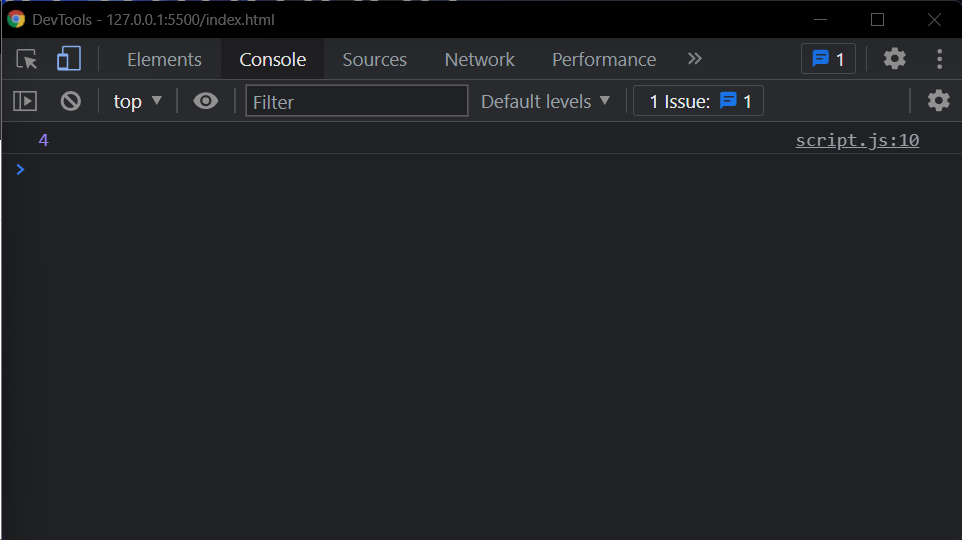 DevTools - 127.0.0.1:5500/index.html
Elements Console Sources Network Performance » 1
top ▼ Filter Default levels ▼ 1 Issue: 1
4 script.js:10
>